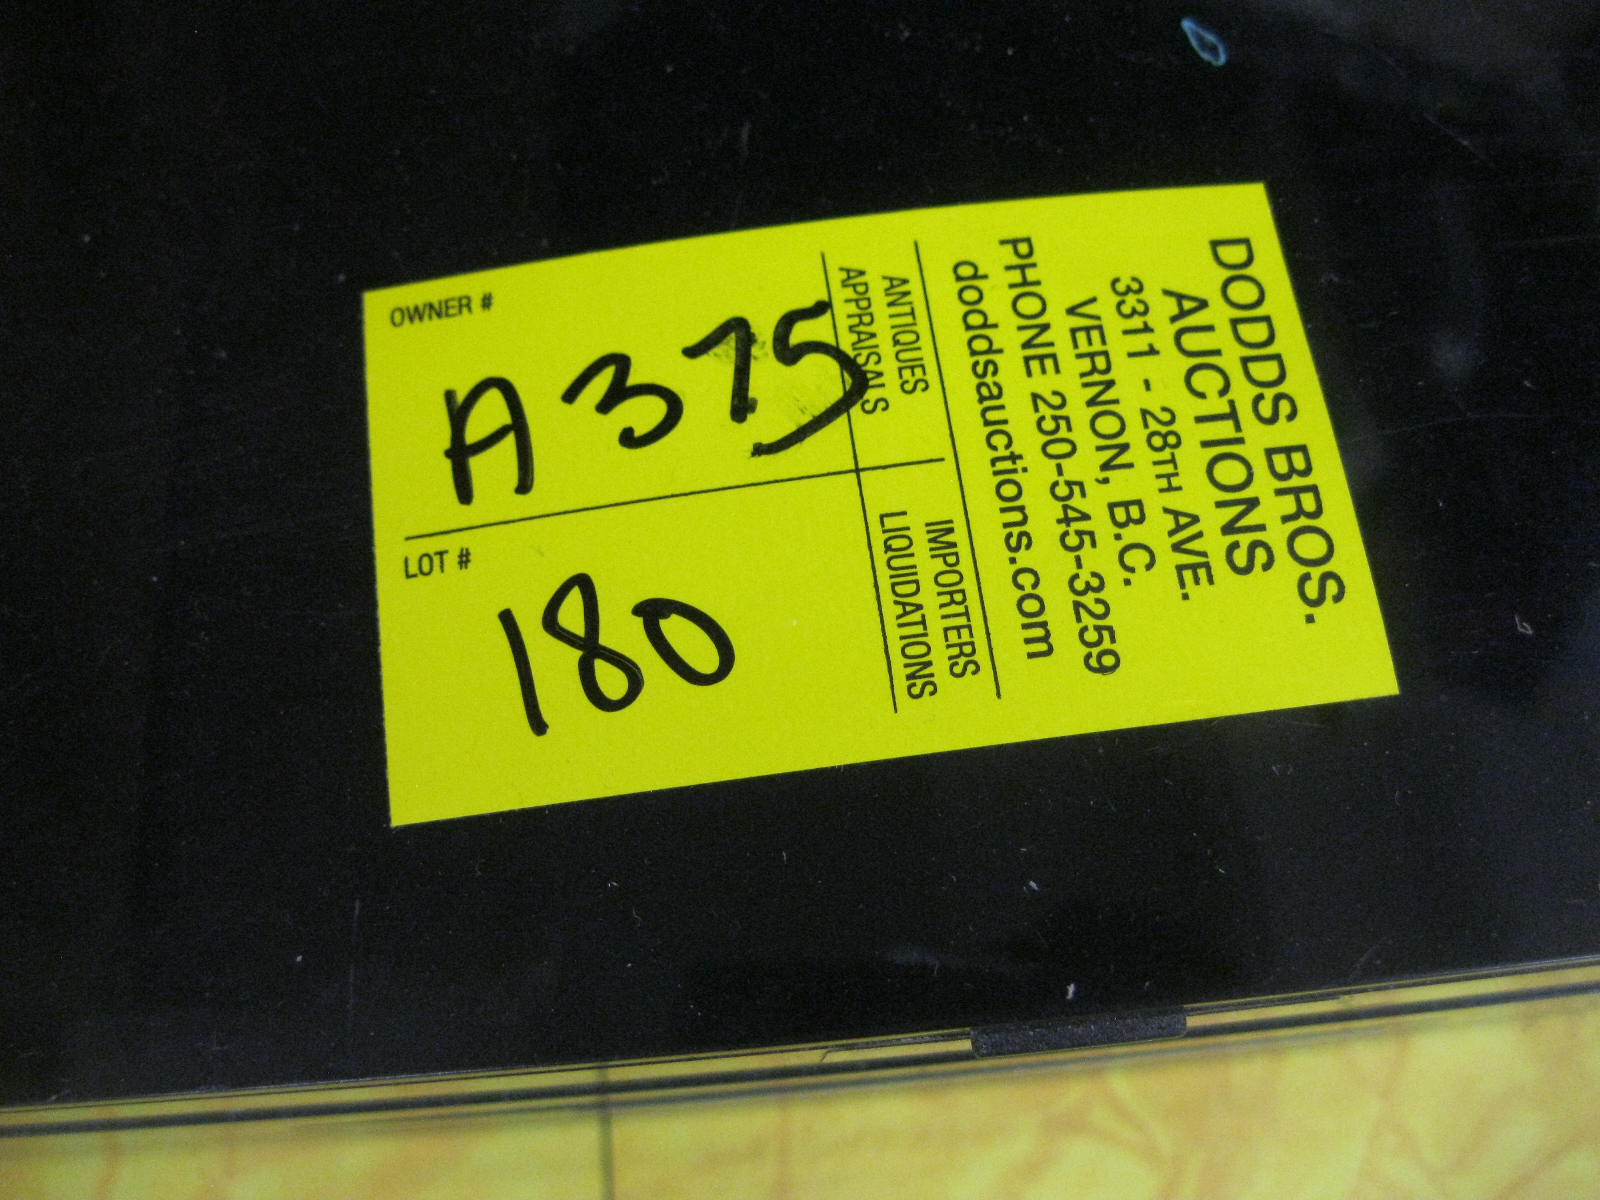 DODDS BROS.
AUCTIONS
3311 - 28TH AVE.
VERNON, B.C.
PHONE 250-545-3259
doddsauctions.com
ANTIQUES
APPRAISALS
IMPORTERS
LIQUIDATIONS
OWNER #
A375
LOT #
180